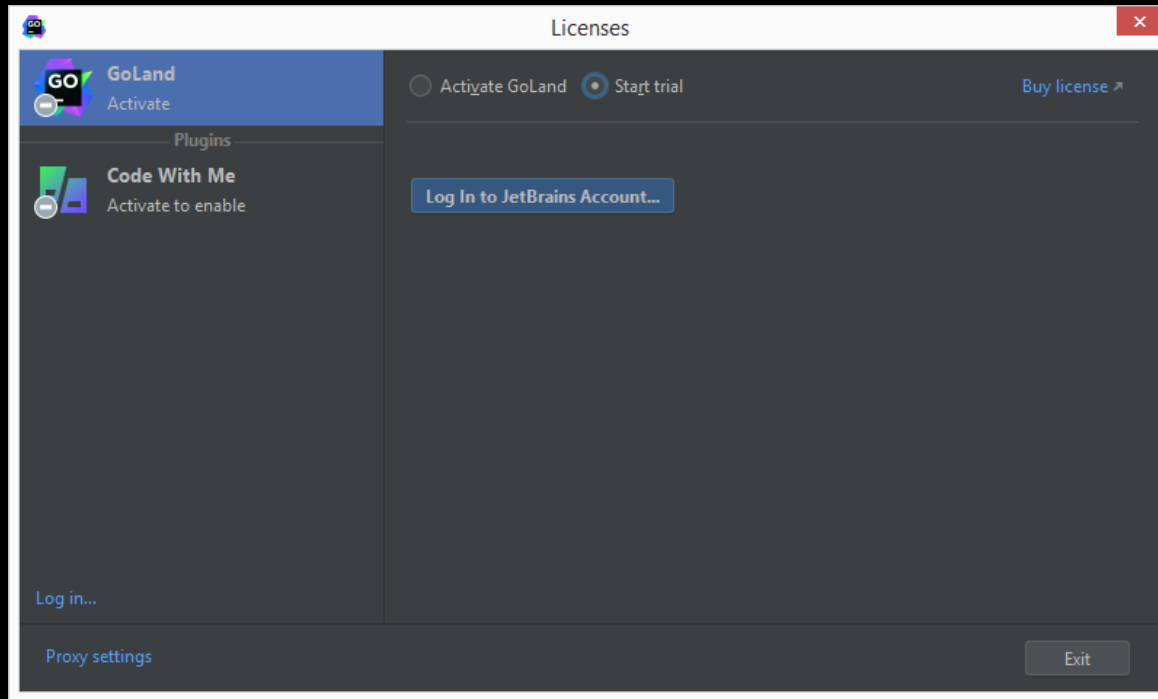 Licenses
GoLand
Activate
Plugins
Code With Me
Activate to enable
Log in...
Activate GoLand Start trial Buy license
Log In to JetBrains Account...
Proxy settings
Exit
GO